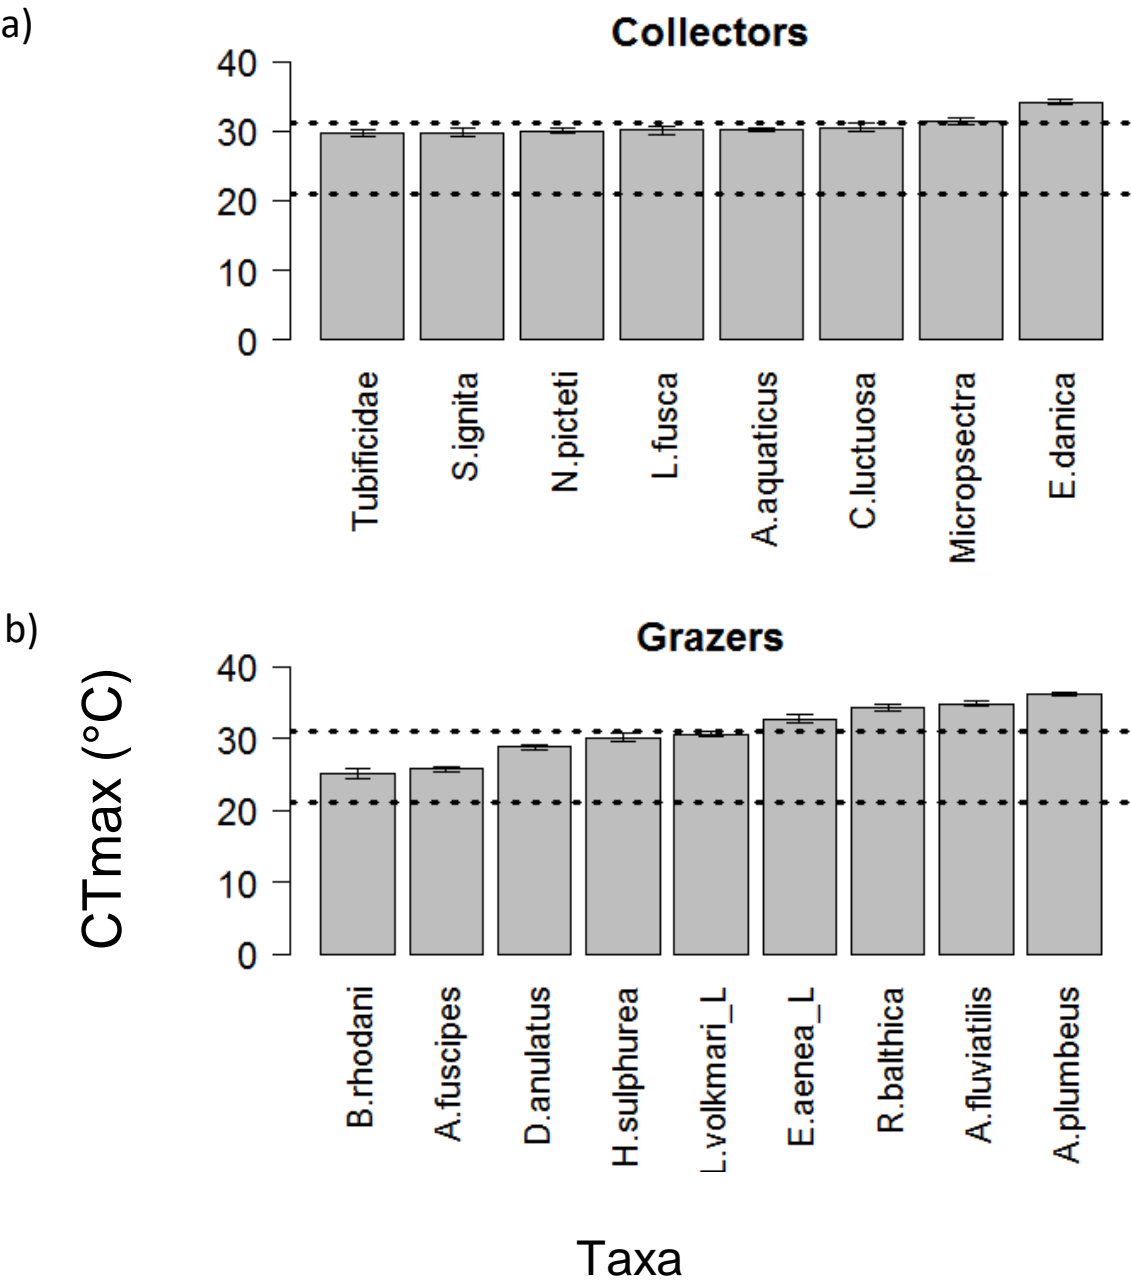 a)
Collectors
40
30
20
10
0
Tubificidae
S.ignita
N.picteti
L.fusca
A.aquaticus
C.luctuosa
Micropsectra
E.danica
b)
Grazers
CTmax (°C)
40
30
20
10
0
B.rhodani
A.fuscipes
D.anulatus
H.sulphurea
L.volkmari_L
E.aenea_L
R.balthica
A.fluviatilis
A.plumbeus
Taxa